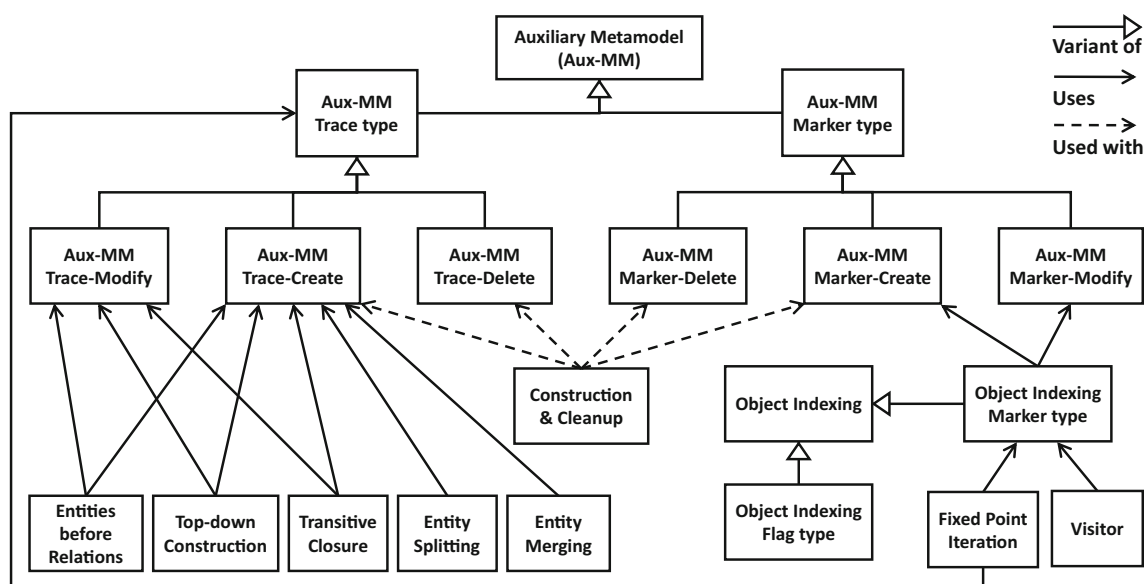 Auxiliary Metamodel
(Aux-MM)
Variant of
Uses
Used with
Aux-MM
Trace type
Aux-MM
Marker type
Aux-MM
Trace-Modify
Aux-MM
Trace-Create
Aux-MM
Trace-Delete
Aux-MM
Marker-Delete
Aux-MM
Marker-Create
Aux-MM
Marker-Modify
Construction
& Cleanup
Object Indexing
Object Indexing
Marker type
Entities
before
Relations
Top-down
Construction
Transitive
Closure
Entity
Splitting
Entity
Merging
Object Indexing
Flag type
Fixed Point
Iteration
Visitor